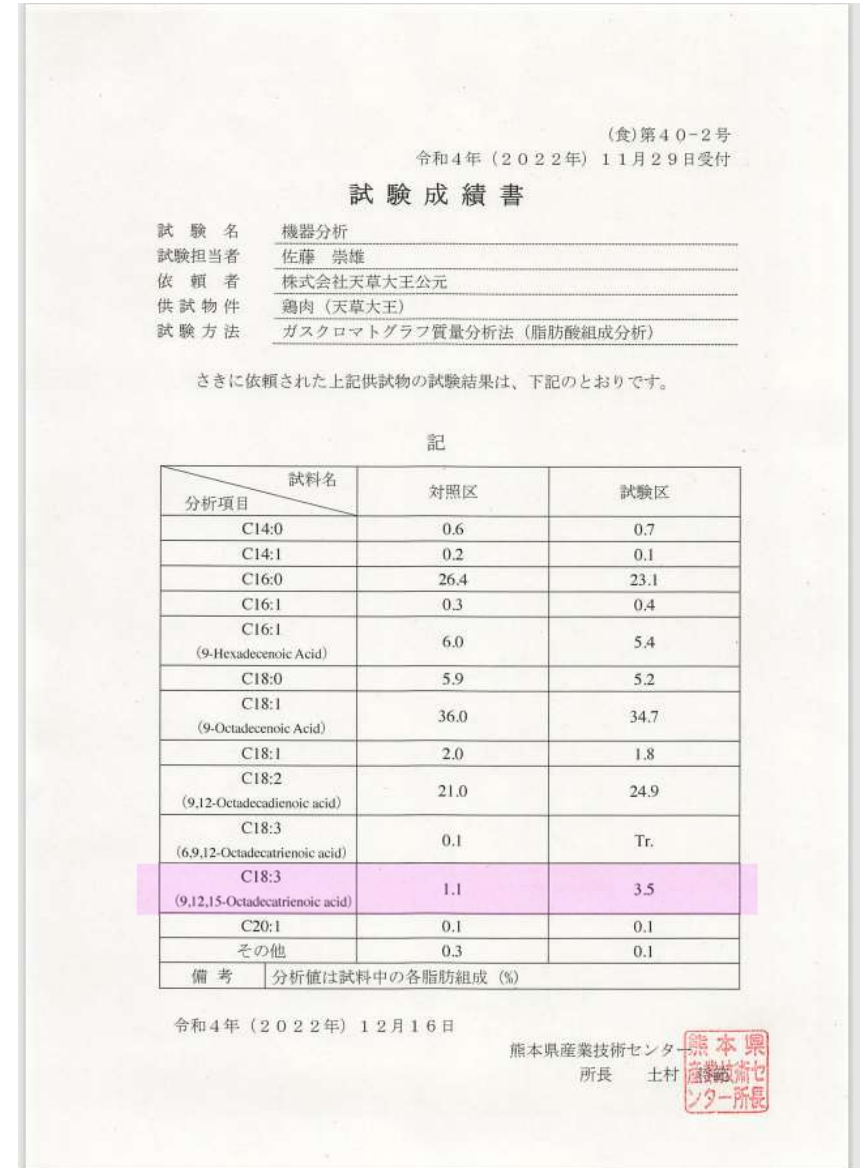 (食)第40-2号
令和4年(2022年)11月29日受付
試験成績書
試験名 機器分析
試験担当者 佐藤 崇雄
依頼者 株式会社天草大王公元
供試物件 鶏肉(天草大王)
試験方法 ガスクロマトグラフ質量分析法(脂肪酸組成分析)
さきに依頼された上記供試物の試験結果は、下記のとおりです。
記
試料名
分析項目 対照区 試験区
C14:0 0.6 0.7
C14:1 0.2 0.1
C16:0 26.4 23.1
C16:1 0.3 0.4
C16:1
(9-Hexadecenoic Acid) 6.0 5.4
C18:0 5.9 5.2
C18:1
(9-Octadecenoic Acid) 36.0 34.7
C18:1 2.0 1.8
C18:2
(9,12-Octadecadienoic acid) 21.0 24.9
C18:3
(6,9,12-Octadecatrienoic acid) 0.1 Tr.
C18:3
(9,12,15-Octadecatrienoic acid) 1.1 3.5
C20:1 0.1 0.1
その他 0.3 0.1
備考 分析値は試料中の各脂肪組成(%)
令和4年(2022年)12月16日
熊本県産業技術センター
所長 土村
熊本県
産業技術セ
ンター所長